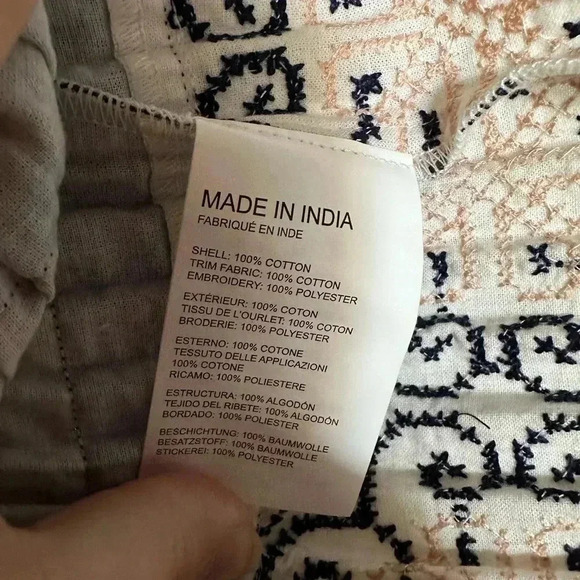 MADE IN INDIA
FABRIQUÉ EN INDE
SHELL: 100% COTTON
TRIM FABRIC: 100% COTTON
EMBROIDERY: 100% POLYESTER
EXTÉRIEUR: 100% COTON
TISSU DE L'OURLET: 100% COTON
BRODERIE: 100% POLYESTER
ESTERNO: 100% COTONE
TESSUTO DELLE APPLICAZIONI
100% COTONE
RICAMO: 100% POLIESTERE
ESTRUCTURA: 100% ALGODÓN
TEJIDO DEL RIBETE: 100% ALGODÓN
BORDADO: 100% POLIÉSTER
BESCHICHTUNG: 100% BAUMWOLLE
BESATZSTOFF: 100% BAUMWOLLE
STICKEREI: 100% POLYESTER